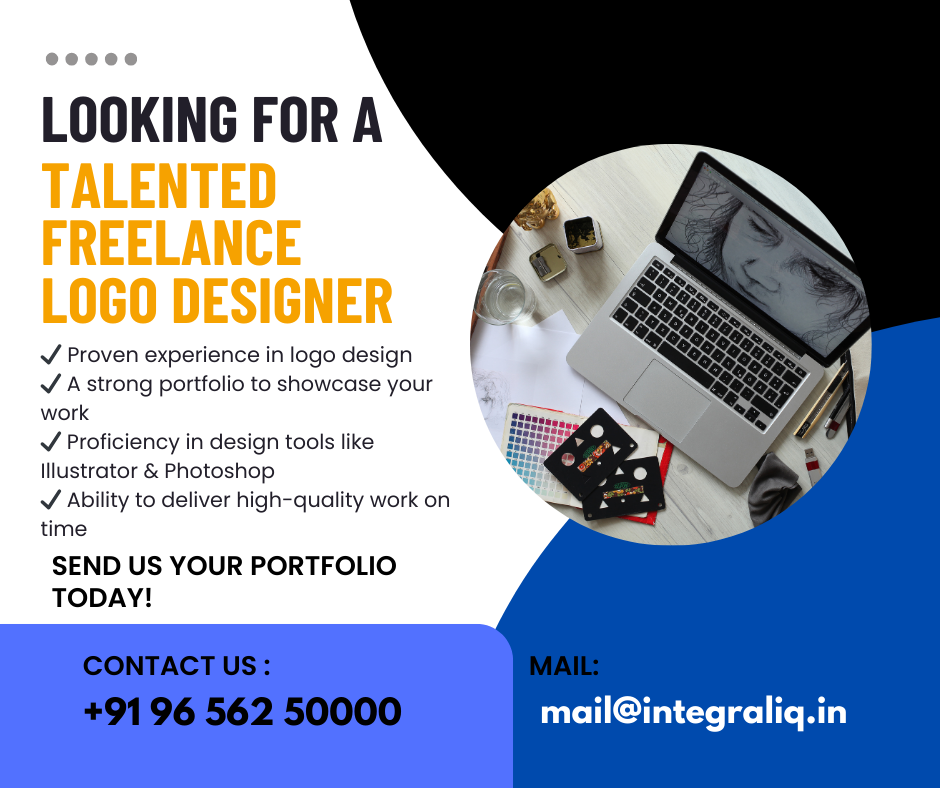 LOOKING FOR A
TALENTED
FREELANCE
LOGO DESIGNER
✓ Proven experience in logo design
✓ A strong portfolio to showcase your
work
✓ Proficiency in design tools like
Illustrator & Photoshop
✓ Ability to deliver high-quality work on
time
SEND US YOUR PORTFOLIO
TODAY!
CONTACT US :
+91 96 562 50000
MAIL:
mail@integraliq.in